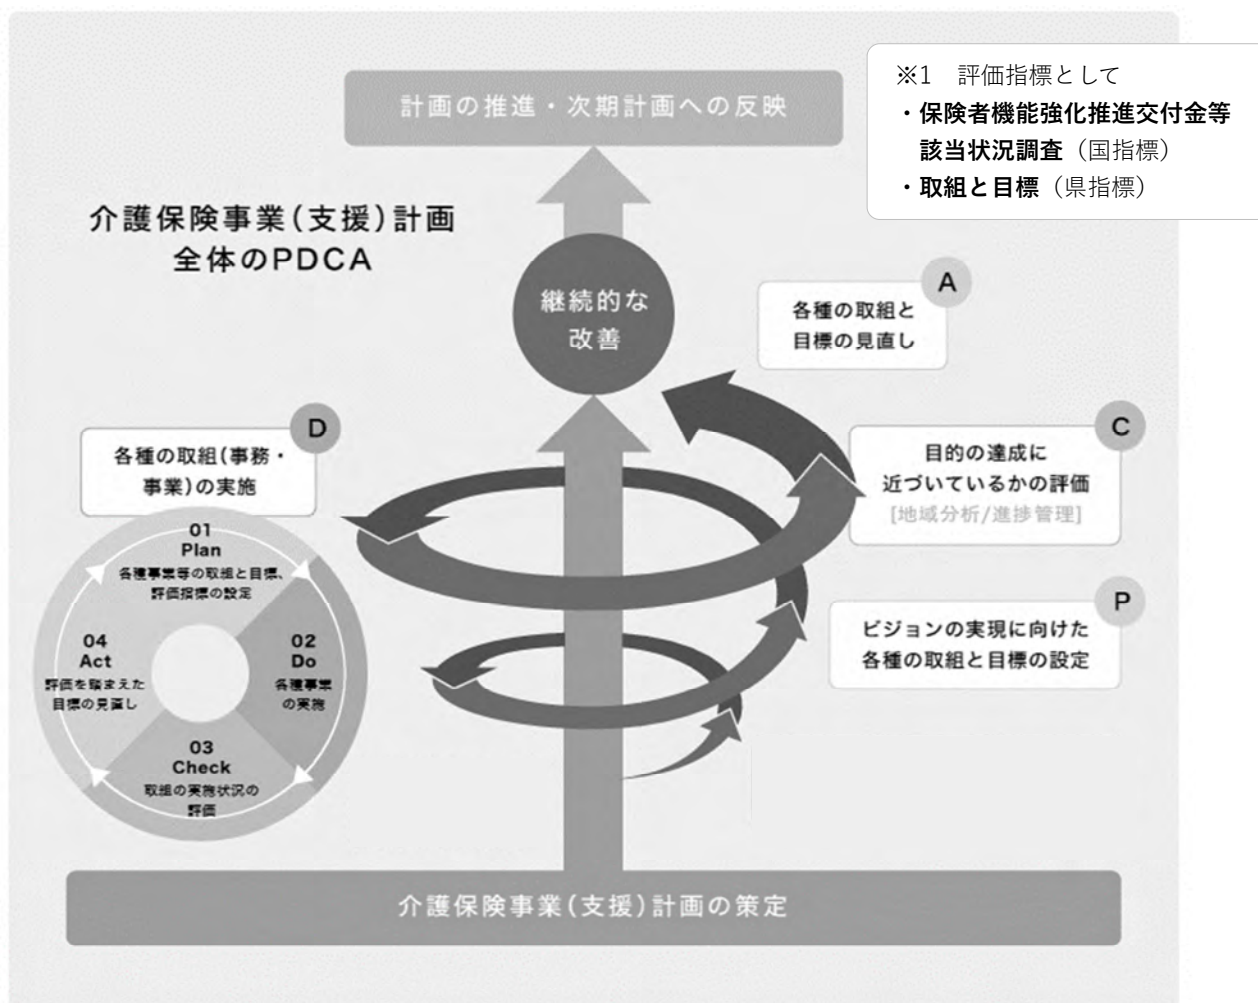 計画の推進・次期計画への反映
※1 評価指標として
・保険者機能強化推進交付金等
該当状況調査（国指標）
・取組と目標（県指標）
介護保険事業(支援)計画
全体のPDCA
継続的な
改善
A
各種の取組と
目標の見直し
D
各種の取組(事務・
事業)の実施
C
目的の達成に
近づいているかの評価
[地域分析/進捗管理]
01
Plan
各種事業等の取組と目標、
評価指標の設定
02
Do
各種事業
の実施
03
Check
取組の実施状況の
評価
04
Act
評価を踏まえた
目標の見直し
P
ビジョンの実現に向けた
各種の取組と目標の設定
介護保険事業(支援)計画の策定